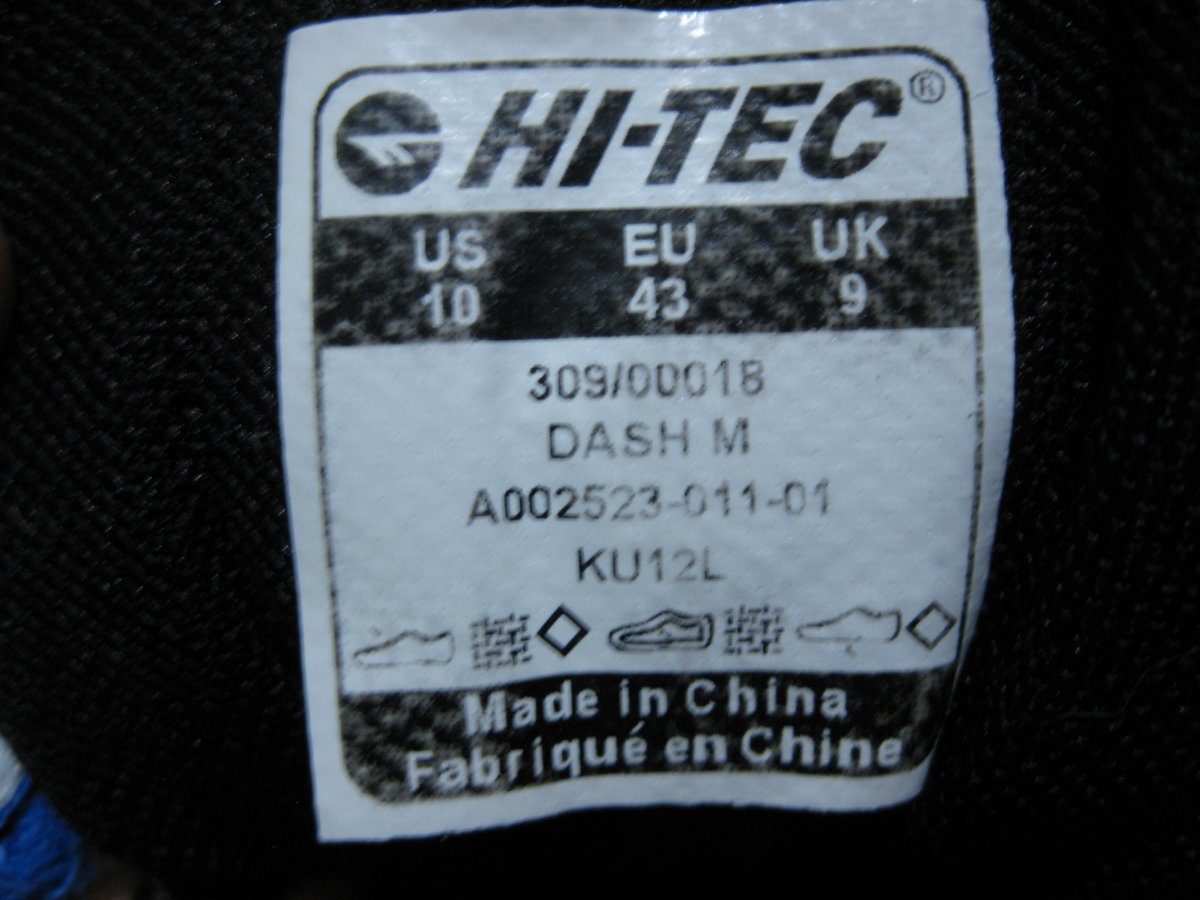 HI-TEC®
US EU UK
10 43 9
309/00018
DASH M
A002523-011-01
KU12L
Made in China
Fabriqué en Chine